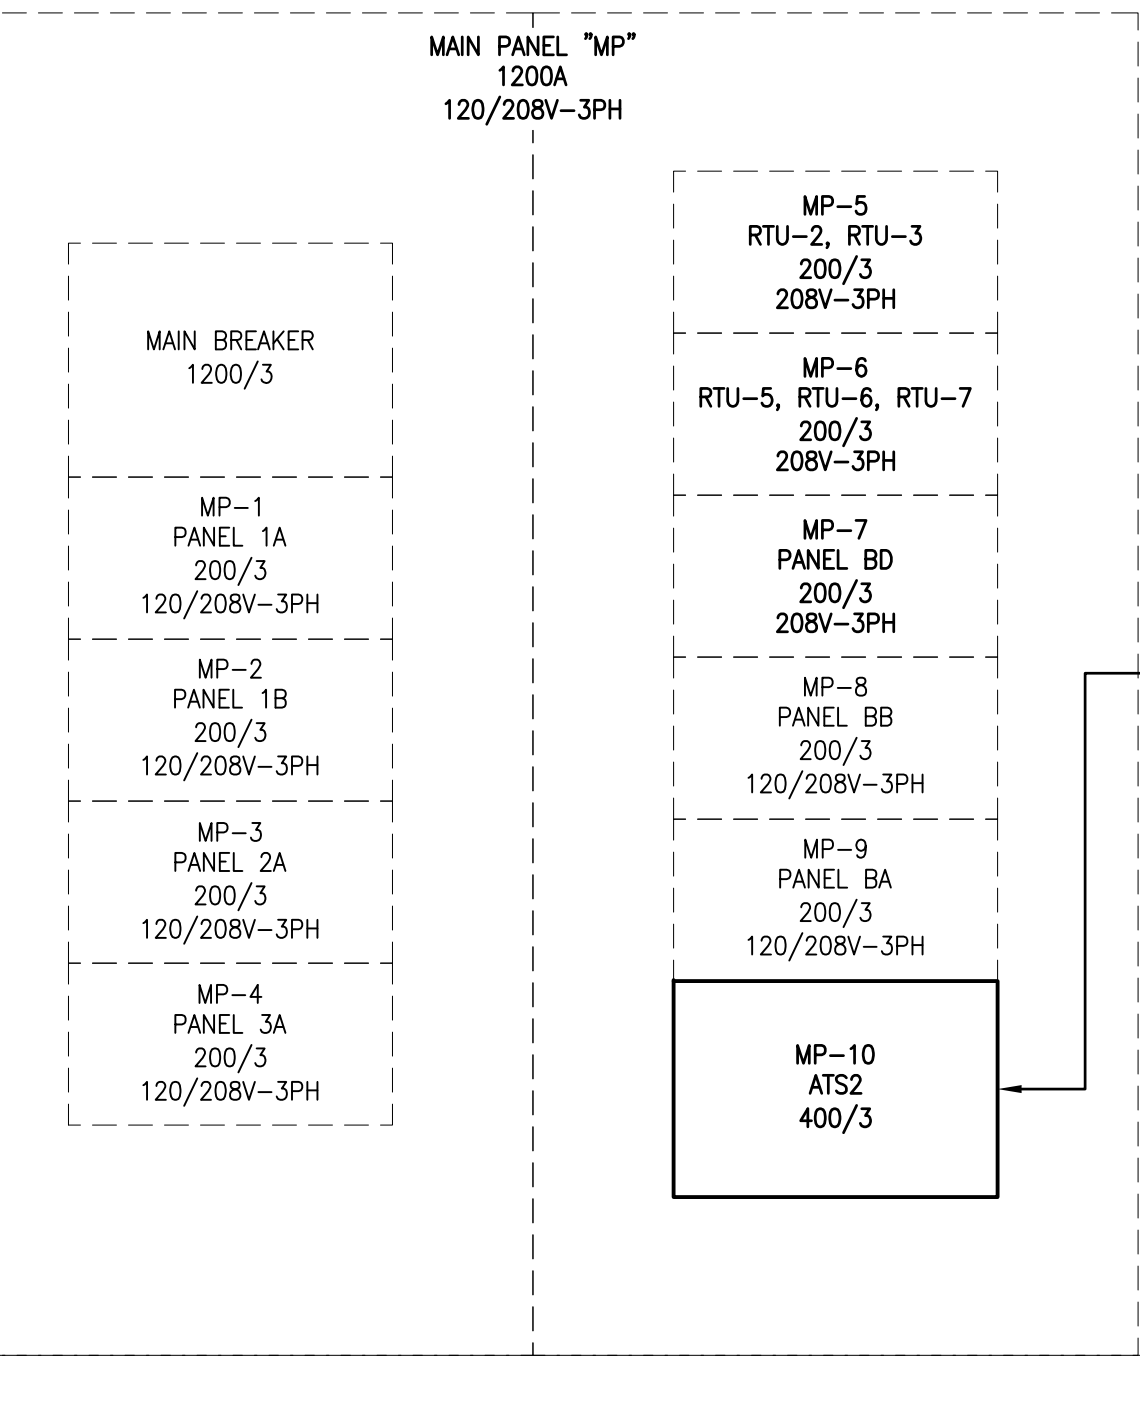 MAIN PANEL "MP"
1200A
120/208V-3PH
MAIN BREAKER
1200/3
MP-1
PANEL 1A
200/3
120/208V-3PH
MP-2
PANEL 1B
200/3
120/208V-3PH
MP-3
PANEL 2A
200/3
120/208V-3PH
MP-4
PANEL 3A
200/3
120/208V-3PH
MP-5
RTU-2, RTU-3
200/3
208V-3PH
MP-6
RTU-5, RTU-6, RTU-7
200/3
208V-3PH
MP-7
PANEL BD
200/3
208V-3PH
MP-8
PANEL BB
200/3
120/208V-3PH
MP-9
PANEL BA
200/3
120/208V-3PH
MP-10
ATS2
400/3